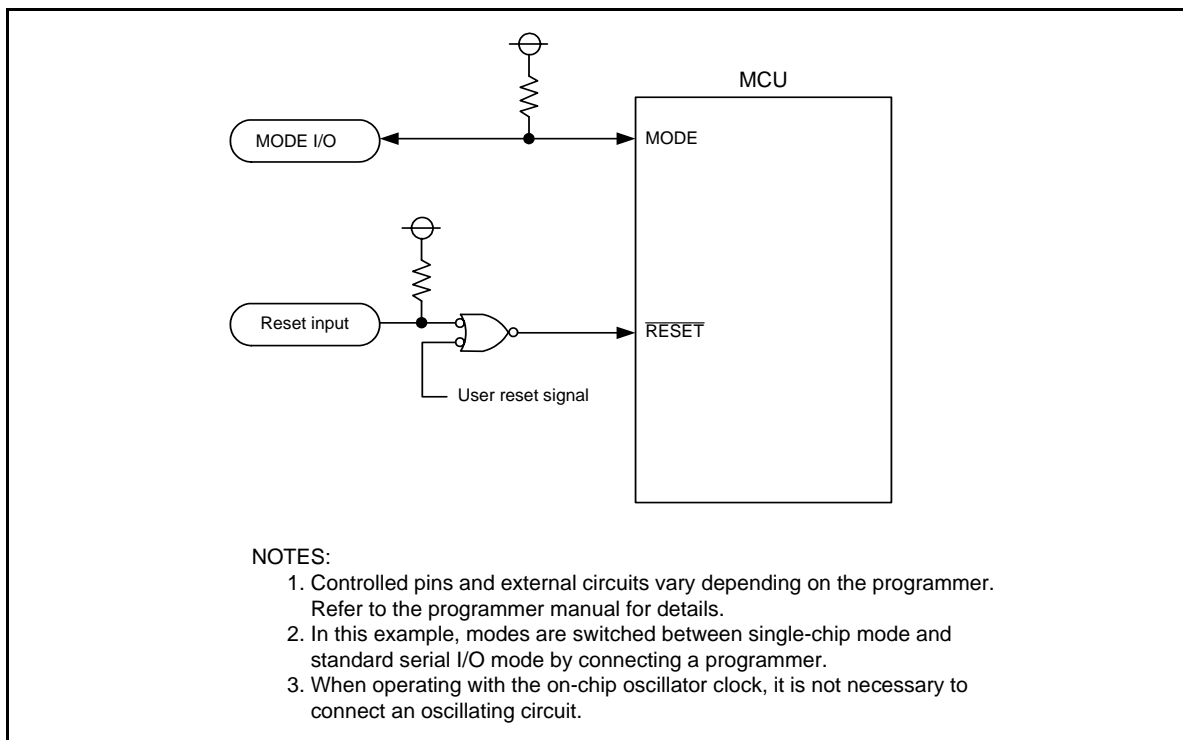 MCU
MODE I/O
MODE
Reset input
RESET
User reset signal
NOTES:
1. Controlled pins and external circuits vary depending on the programmer.
Refer to the programmer manual for details.
2. In this example, modes are switched between single-chip mode and
standard serial I/O mode by connecting a programmer.
3. When operating with the on-chip oscillator clock, it is not necessary to
connect an oscillating circuit.